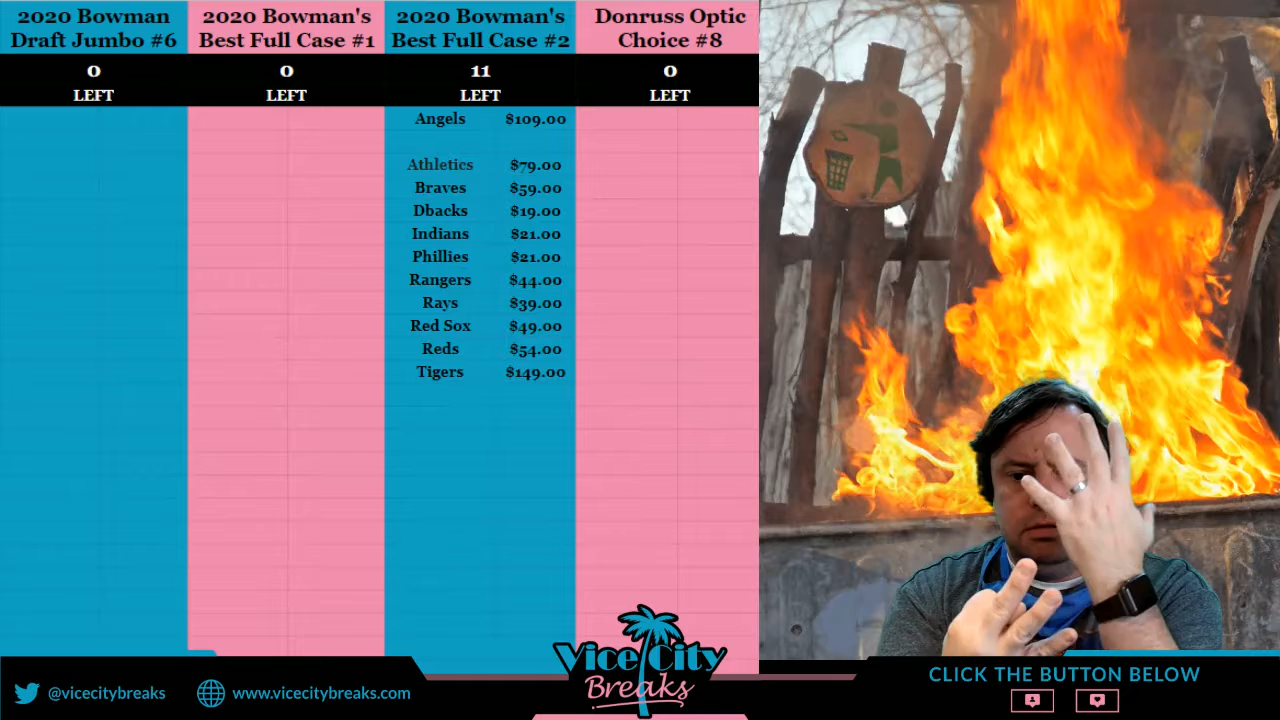 2020 Bowman
Draft Jumbo #6
0
LEFT
2020 Bowman's
Best Full Case #1
0
LEFT
2020 Bowman's
Best Full Case #2
11
LEFT
Angels $109.00
Athletics $79.00
Braves $59.00
Dbacks $19.00
Indians $21.00
Phillies $21.00
Rangers $44.00
Rays $39.00
Red Sox $49.00
Reds $54.00
Tigers $149.00
Donruss Optic
Choice #8
0
LEFT
@vicecitybreaks
www.vicecitybreaks.com
Vice City
Breaks
CLICK THE BUTTON BELOW